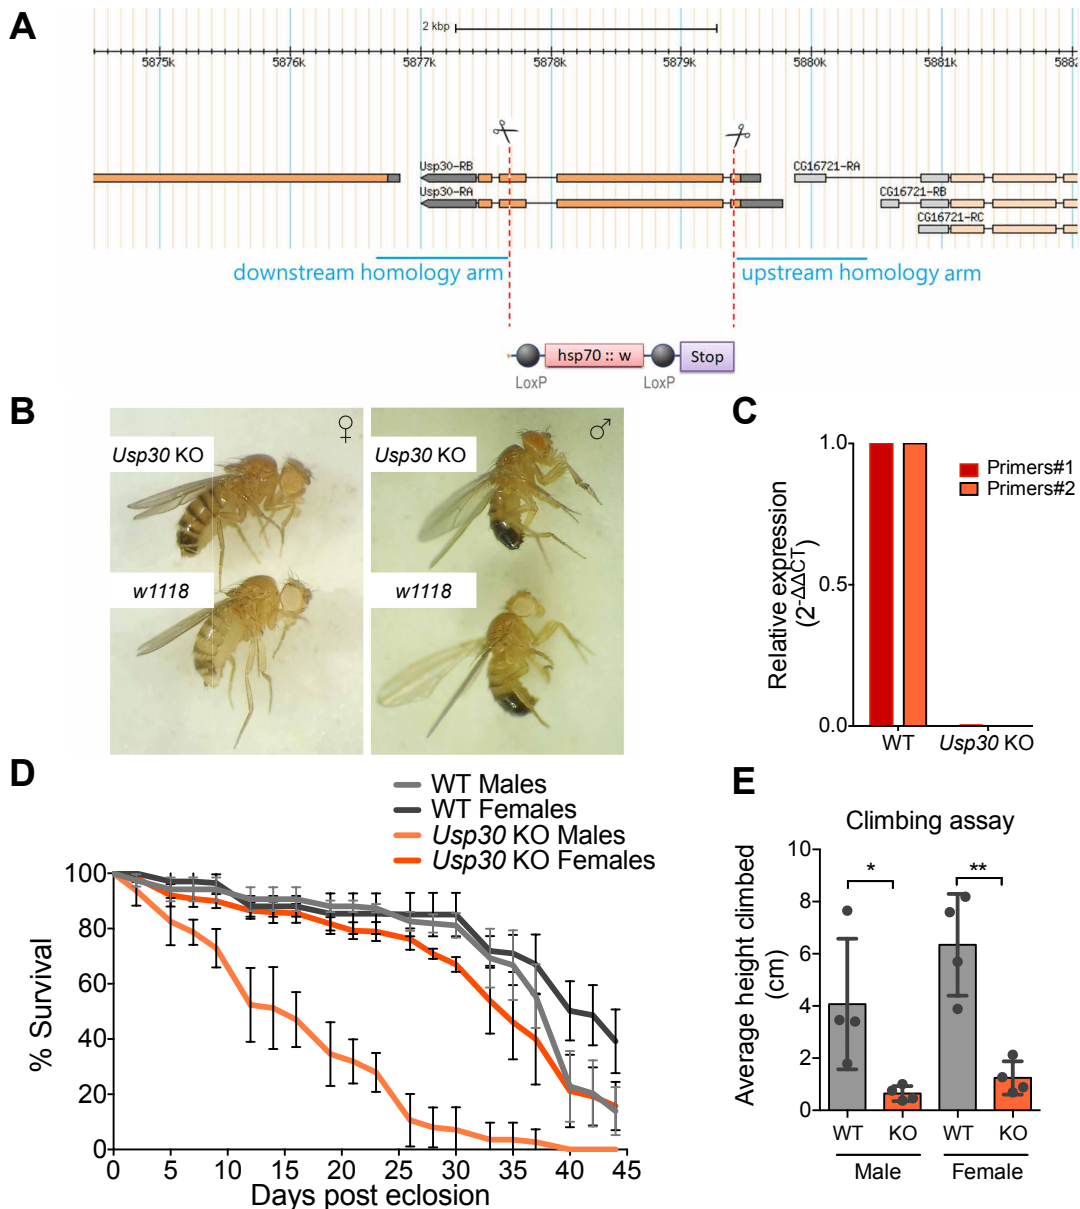 A
2 kbp
5875k 5876k 5877k 5878k 5879k 5880k 5881k 5882
Usp30-RB
CG16721-RA
Usp30-RA
CG16721-RB
CG16721-RC
downstream homology arm
upstream homology arm
hsp70 :: w
Stop
LoxP
LoxP
B
Usp30 KO
♀
w1118
Usp30 KO
♂
w1118
C
Relative expression
(2-ΔΔCT)
1.0
0.5
0.0
Primers#1
Primers#2
WT
Usp30 KO
D
WT Males
WT Females
Usp30 KO Males
Usp30 KO Females
% Survival
100
80
60
40
20
0
0 5 10 15 20 25 30 35 40 45
Days post eclosion
E
Climbing assay
Average height climbed
(cm)
10
8
6
4
2
0
*
**
WT KO WT KO
Male Female